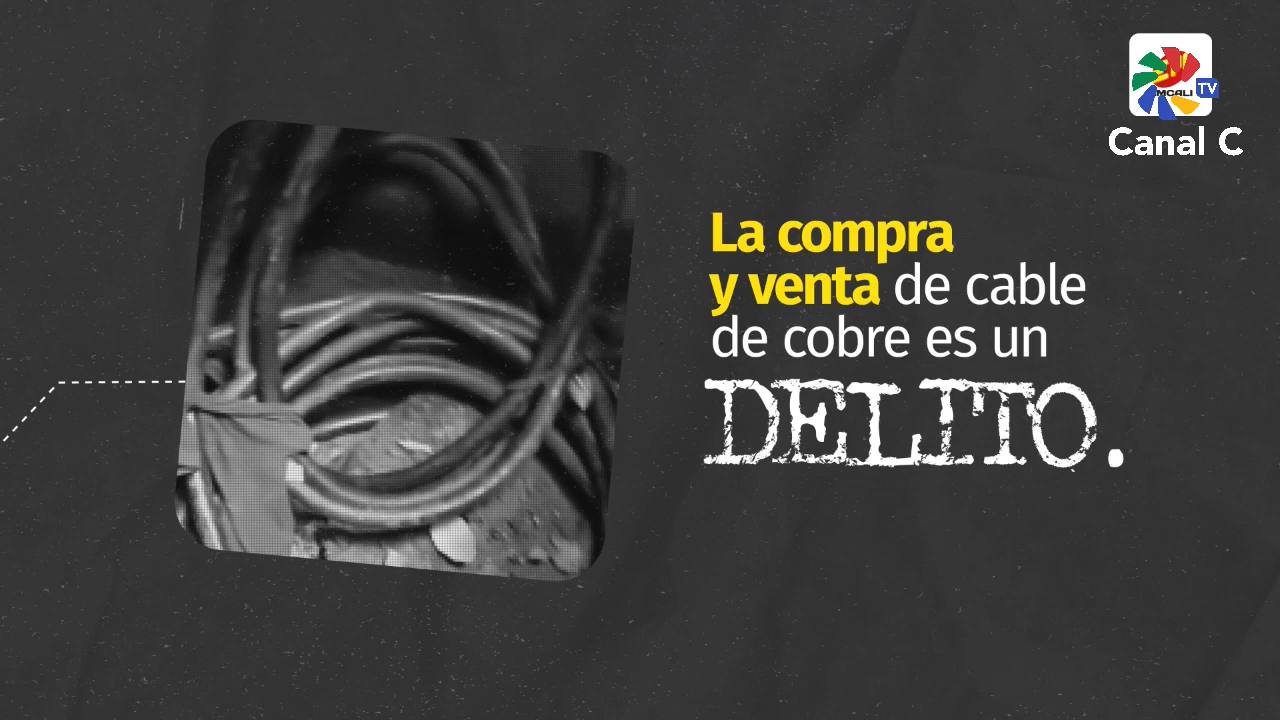 MCALI
TV
Canal C
La compra
y venta de cable
de cobre es un
DELITO.